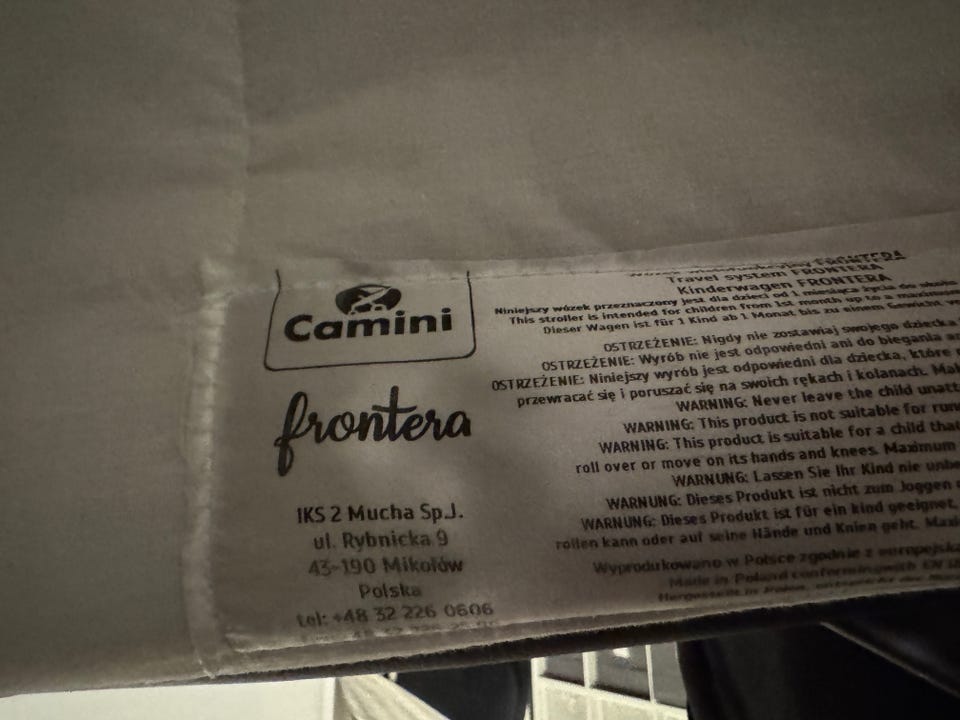 Camini
frontera
IKS 2 Mucha Sp.J.
ul. Rybnicka 9
43-190 Mikołów
Polska
tel: +48 32 226 0606
FRONTERA
Travel system FRONTERA
Kinderwagen FRONTERA
Niniejszy wózek przeznaczony jest dla dzieci od 1 miesiąca życia do
This stroller is intended for children from 1st month up to a maximum
Dieser Wagen ist für 1 Kind ab 1 Monat bis zu einem Gewicht
OSTRZEŻENIE: Nigdy nie zostawiaj swojego dziecka
OSTRZEŻENIE: Wyrób nie jest odpowiedni ani do biegania
OSTRZEŻENIE: Niniejszy wyrób jest odpowiedni dla dziecka, które
przewracać się i poruszać się na swoich rękach i kolanach.
WARNING: Never leave the child
WARNING: This product is not suitable for
WARNING: This product is suitable for a child
roll over or move on its hands and knees. Maximum
WARNUNG: Lassen Sie Ihr Kind nie
WARNUNG: Dieses Produkt ist nicht zum Joggen
WARNUNG: Dieses Produkt ist für ein kind geeignet,
rollen kann oder auf seine Hände und Knien geht.
Wyprodukowano w Polsce zgodnie z
Made in Poland EN
Hergestellt in Polen,